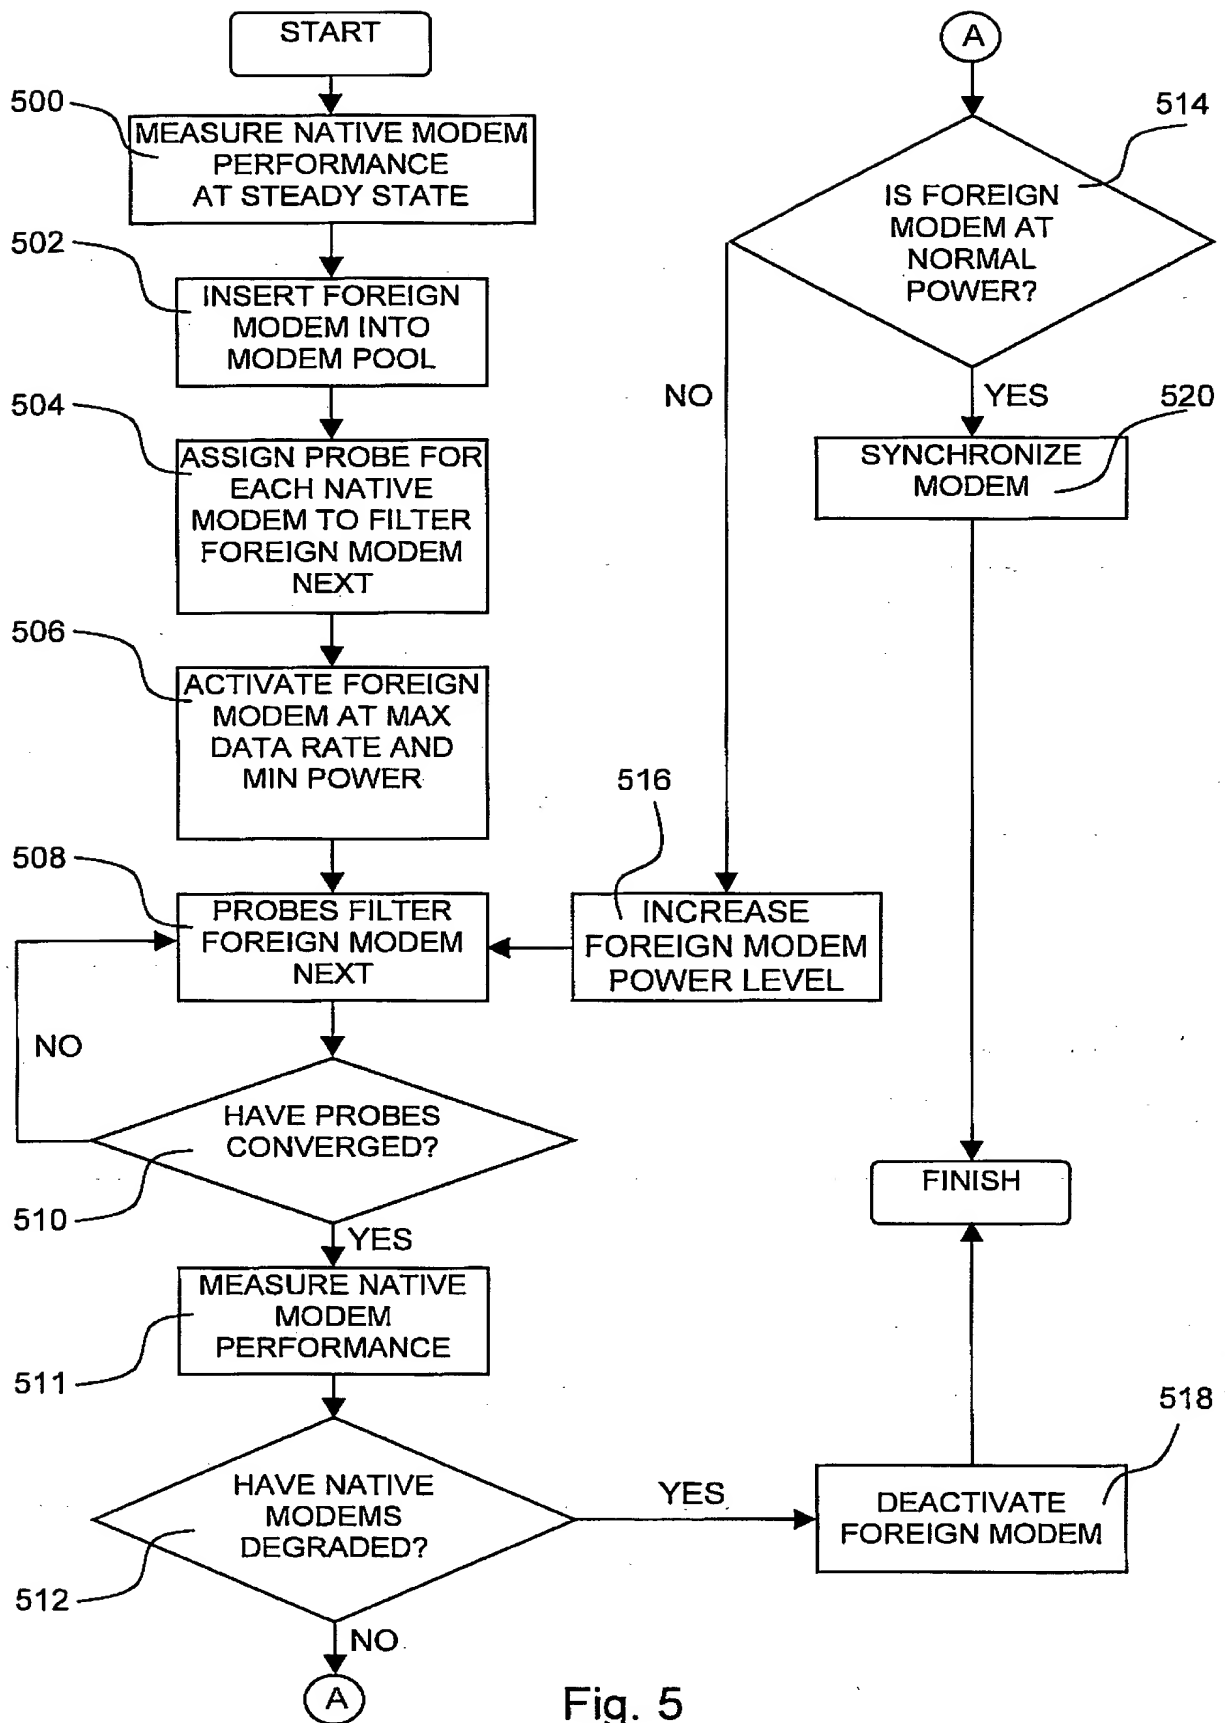 START
500
MEASURE NATIVE MODEM
PERFORMANCE
AT STEADY STATE
502
INSERT FOREIGN
MODEM INTO
MODEM POOL
504
ASSIGN PROBE FOR
EACH NATIVE
MODEM TO FILTER
FOREIGN MODEM
NEXT
506
ACTIVATE FOREIGN
MODEM AT MAX
DATA RATE AND
MIN POWER
508
PROBES FILTER
FOREIGN MODEM
NEXT
NO
HAVE PROBES
CONVERGED?
510
YES
MEASURE NATIVE
MODEM
PERFORMANCE
511
HAVE NATIVE
MODEMS
DEGRADED?
512
YES
NO
A
A
514
IS FOREIGN
MODEM AT
NORMAL
POWER?
NO
YES
520
SYNCHRONIZE
MODEM
516
INCREASE
FOREIGN MODEM
POWER LEVEL
FINISH
518
DEACTIVATE
FOREIGN MODEM
Fig. 5